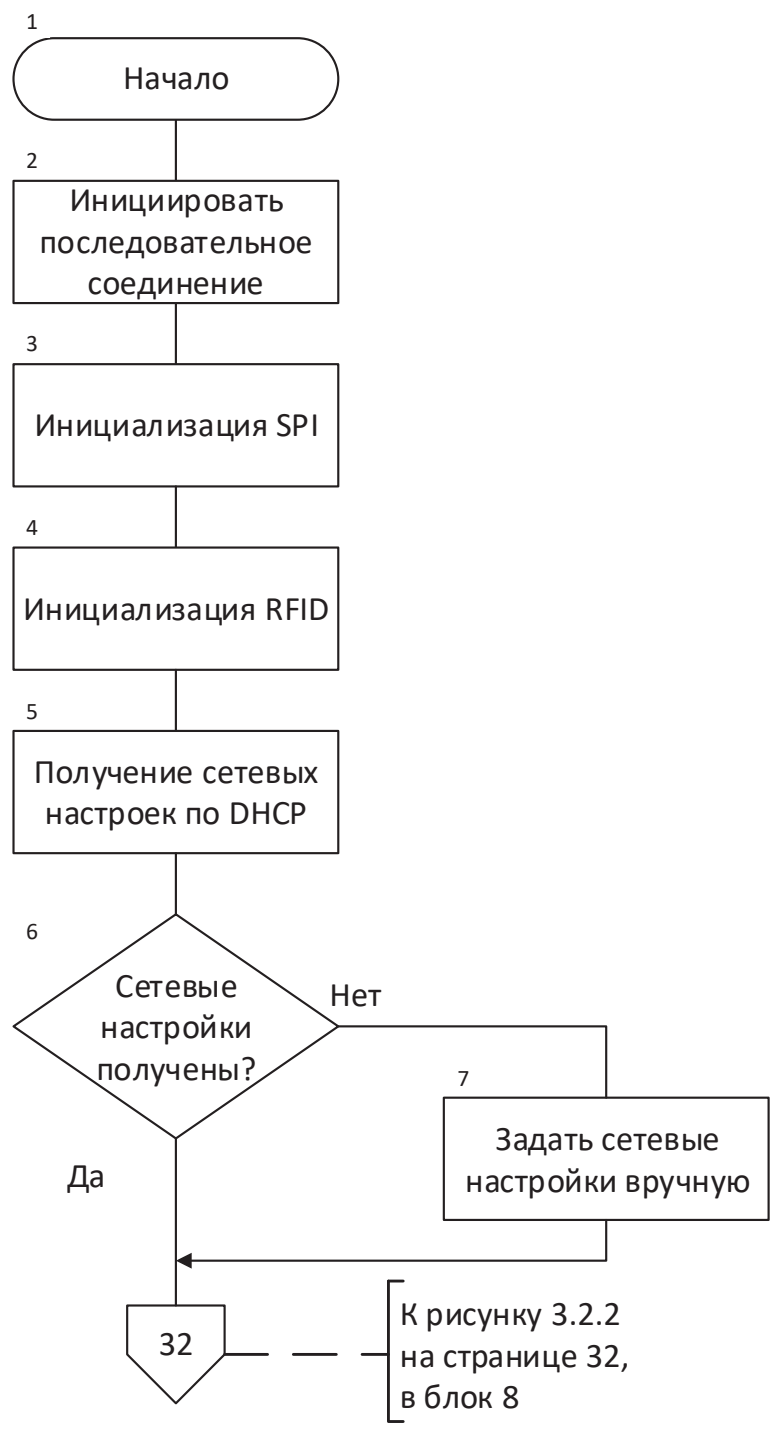 1
Начало
2
Инициировать
последовательное
соединение
3
Инициализация SPI
4
Инициализация RFID
5
Получение сетевых
настроек по DHCP
6
Сетевые
настройки
получены?
Нет
7
Задать сетевые
настройки вручную
Да
32
К рисунку 3.2.2
на странице 32,
в блок 8